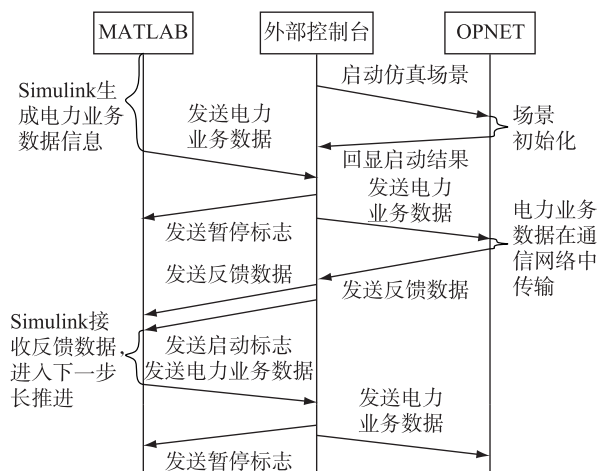 MATLAB
外部控制台
OPNET
启动仿真场景
Simulink生
成电力业务
数据信息
场景
初始化
发送电力
业务数据
回显启动结果
发送电力
业务数据
发送暂停标志
电力业务
数据在通
信网络中
传输
发送反馈数据
发送反馈数据
Simulink接
收反馈数据,
进入下一步
长推进
发送启动标志
发送电力业务数据
发送电力
业务数据
发送暂停标志